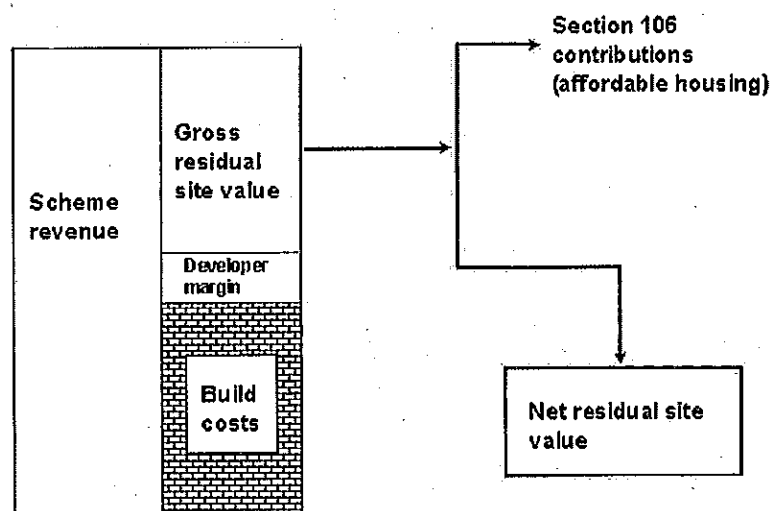 Section 106
contributions
(affordable housing)
Gross
residual
site value
Scheme
revenue
Developer
margin
Build
costs
Net residual site
value